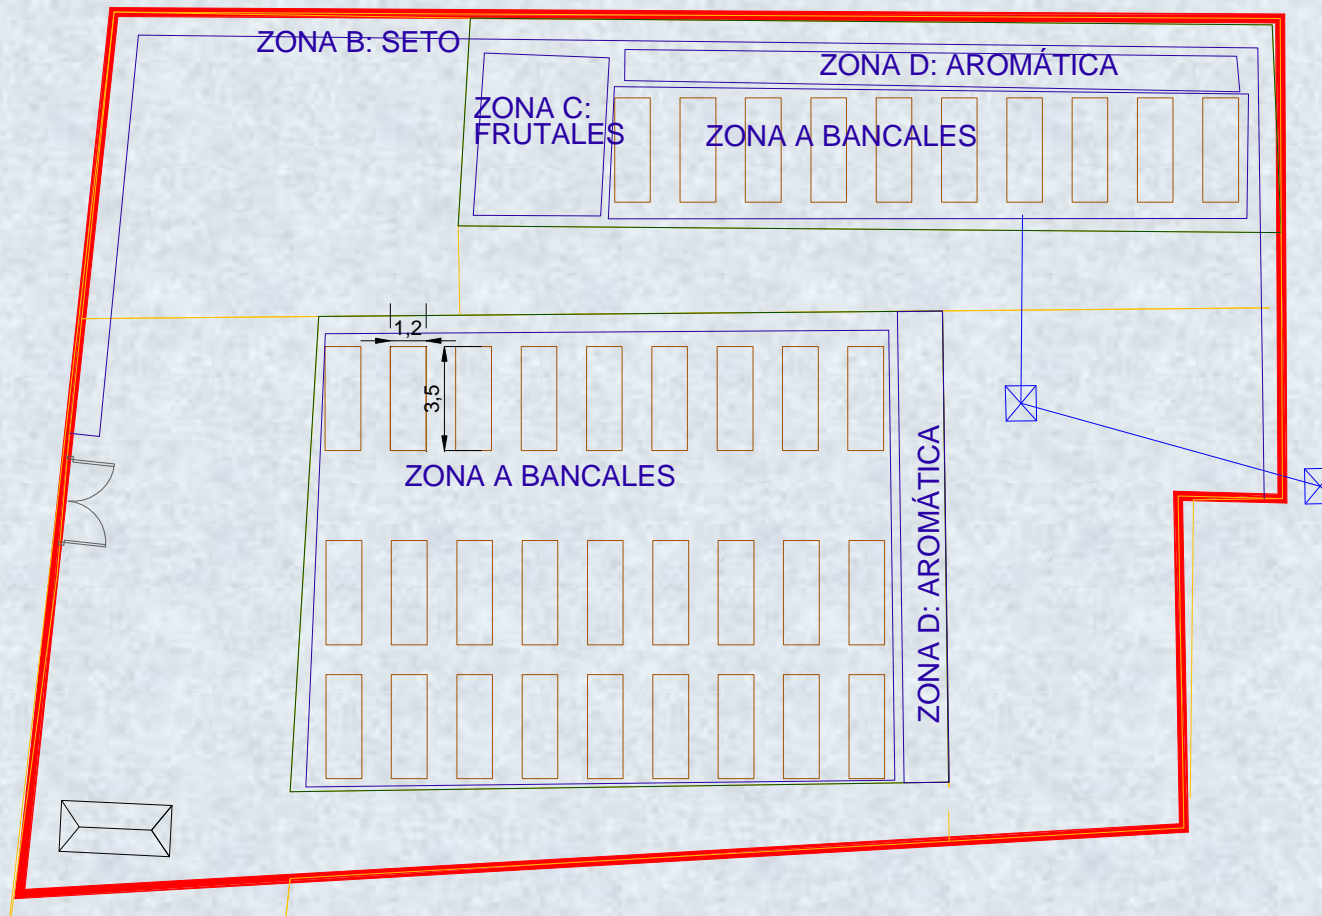 ZONA B: SETO
ZONA D: AROMÁTICA
ZONA C:
FRUTALES
ZONA A BANCALES
1,2
3,5
ZONA A BANCALES
ZONA D: AROMÁTICA